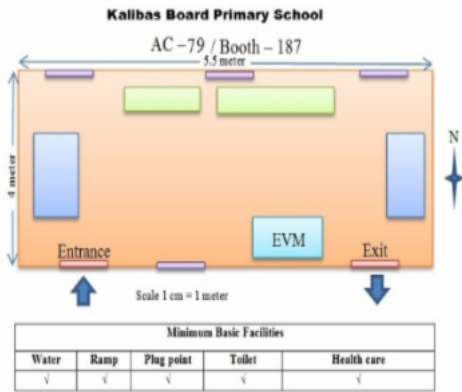 Kalibas Board Primary School
AC – 79 / Booth – 187
5.5 meter
4 meter
N
EVM
Entrance
Exit
Scale 1 cm = 1 meter
Minimum Basic Facilities
Water Ramp Plug point Toilet Health care
√ √ √ √ √